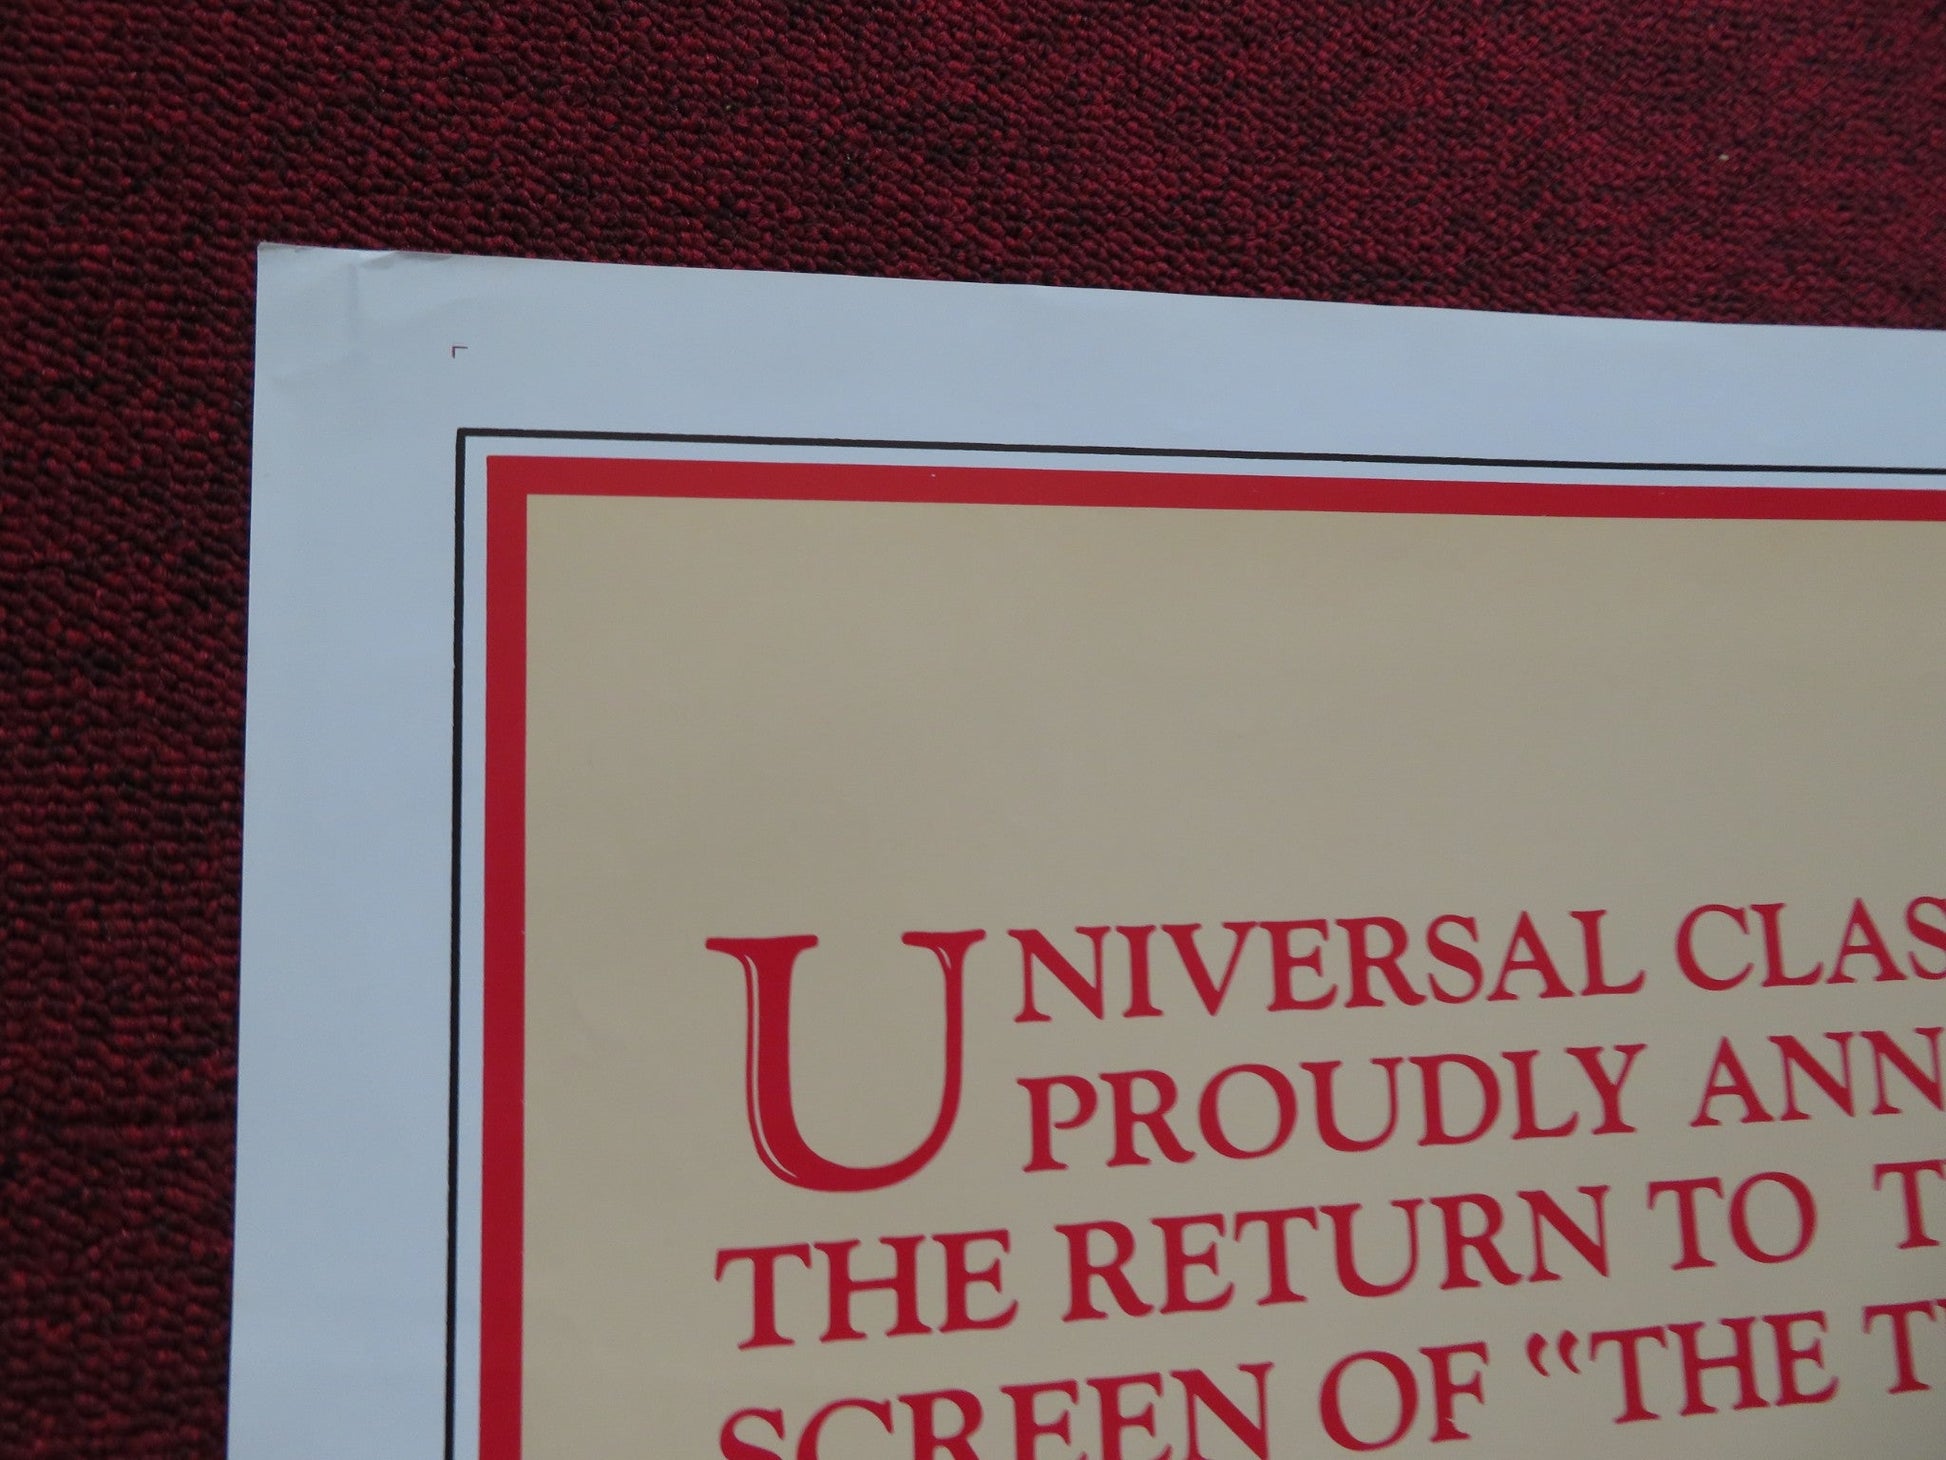 UNIVERSAL CLAS
PROUDLY ANN
THE RETURN TO T
SCREEN OF "THE T